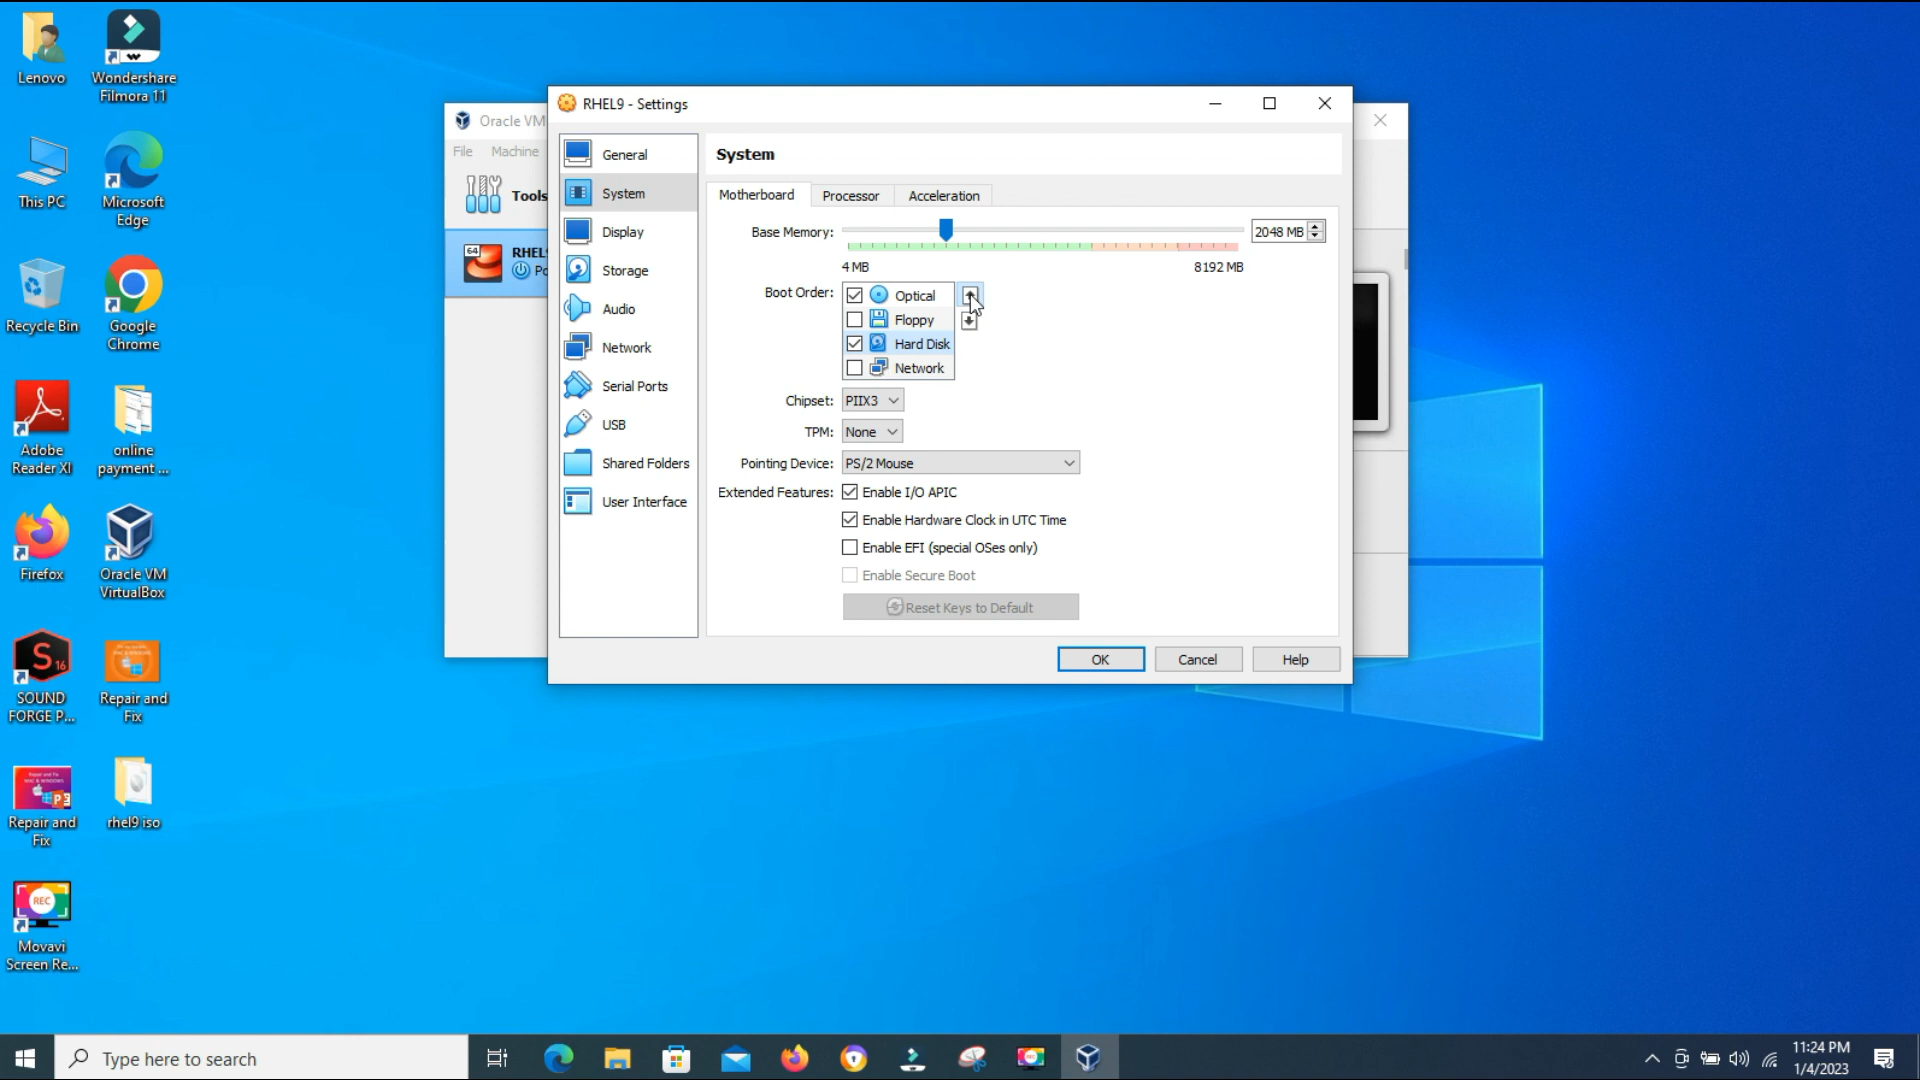 Lenovo
Wondershare
Filmora 11
This PC
Microsoft
Edge
Recycle Bin
Google
Chrome
Adobe
Reader XI
online
payment ...
Firefox
Oracle VM
VirtualBox
SOUND
FORGE P...
Repair and
Fix
Repair and
Fix
rhel9 iso
REC
Movavi
Screen Re...
Oracle VM
File Machine
Tools
64
RHEL
Po
RHEL9 - Settings
General
System
Display
Storage
Audio
Network
Serial Ports
USB
Shared Folders
User Interface
System
Motherboard Processor Acceleration
Base Memory: 2048 MB
4 MB 8192 MB
Boot Order: Optical
Floppy
Hard Disk
Network
Chipset: PIIX3
TPM: None
Pointing Device: PS/2 Mouse
Extended Features: Enable I/O APIC
Enable Hardware Clock in UTC Time
Enable EFI (special OSes only)
Enable Secure Boot
Reset Keys to Default
OK Cancel Help
Type here to search
11:24 PM
1/4/2023